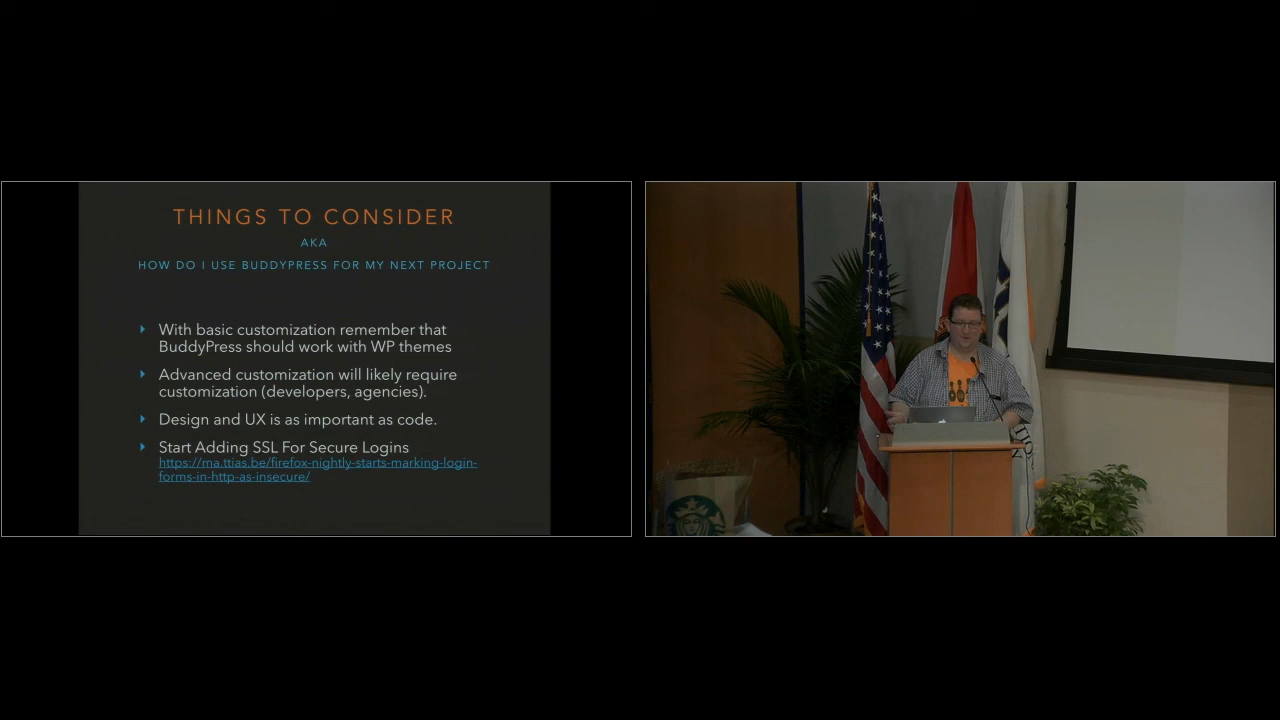 THINGS TO CONSIDER
AKA
HOW DO I USE BUDDYPRESS FOR MY NEXT PROJECT
With basic customization remember that
BuddyPress should work with WP themes
Advanced customization will likely require
customization (developers, agencies).
Design and UX is as important as code.
Start Adding SSL For Secure Logins
https://ma.ttias.be/firefox-nightly-starts-marking-login-
forms-in-http-as-insecure/